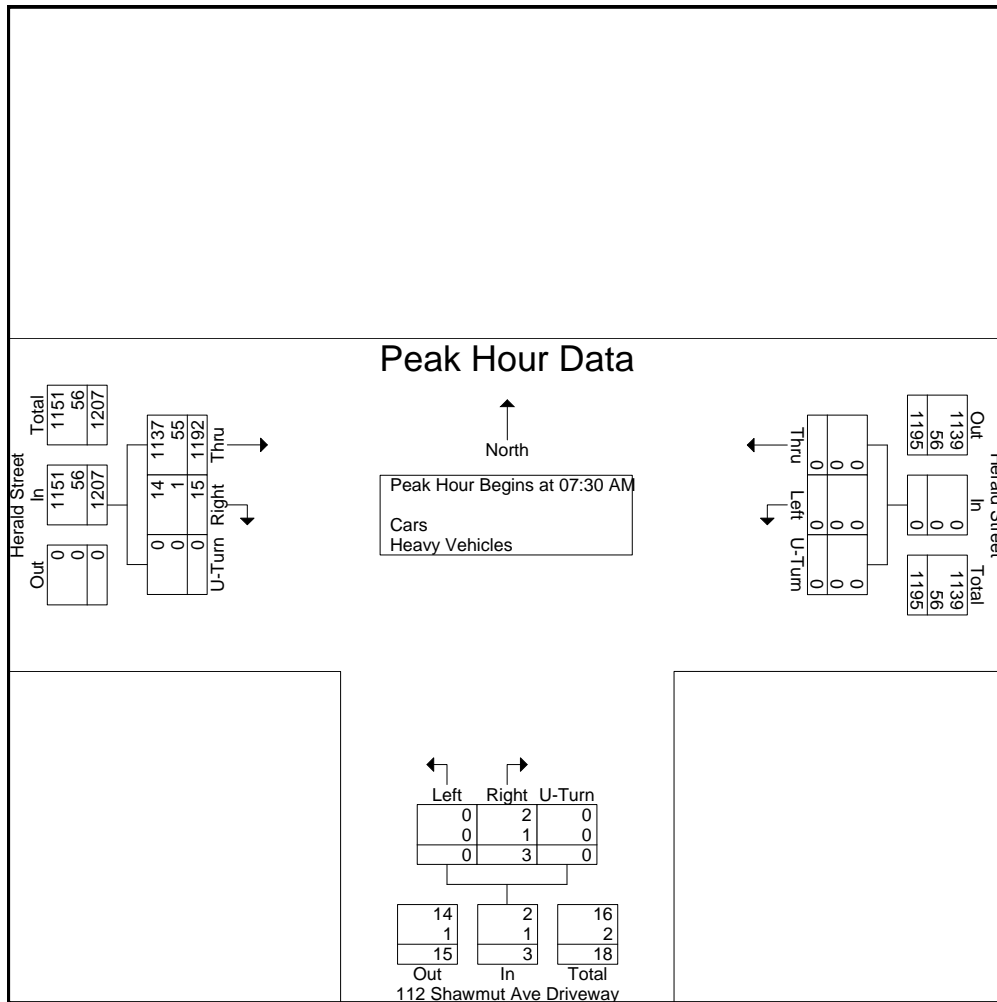 Peak Hour Data
North
Peak Hour Begins at 07:30 AM
Cars
Heavy Vehicles
Herald Street
Total
1151
56
1207
In
1151
56
1207
Out
0
0
0
Thru
1137
55
1192
Right
14
1
15
U-Turn
0
0
0
Thru
0
0
0
Left
0
0
0
U-Turn
0
0
0
Out
1139
56
1195
In
0
0
0
Total
1139
56
1195
Herald Street
Left Right U-Turn
0 2 0
0 1 0
0 3 0
14 2 16
1 1 2
15 3 18
Out In Total
112 Shawmut Ave Driveway